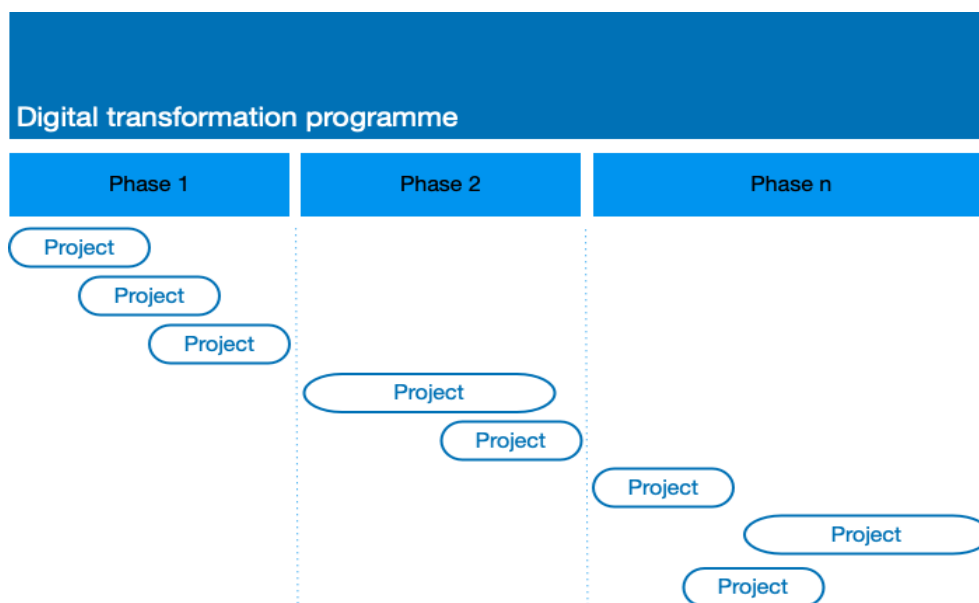 Digital transformation programme
Phase 1
Phase 2
Phase n
Project
Project
Project
Project
Project
Project
Project
Project